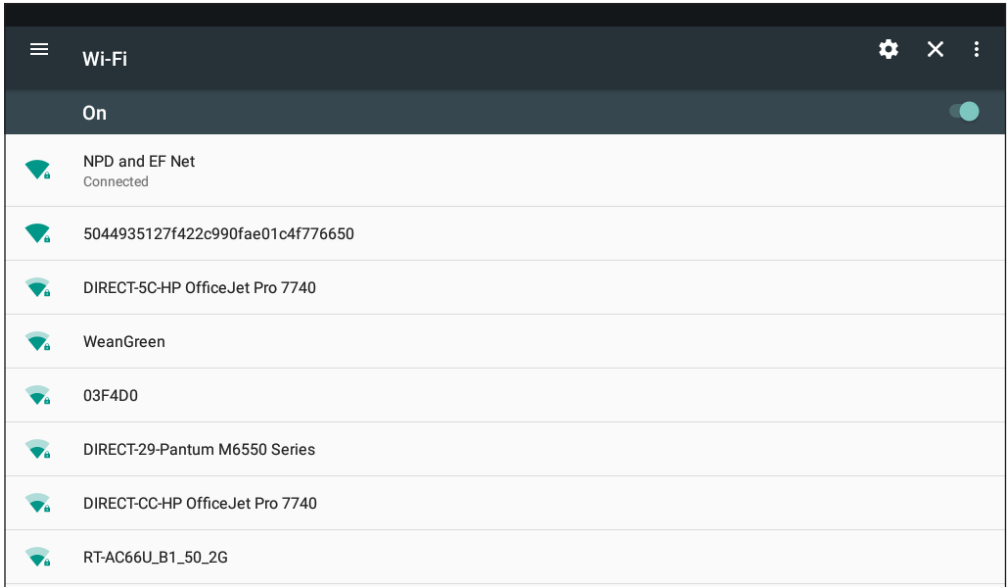 Wi-Fi
On
NPD and EF Net
Connected
5044935127f422c990fae01c4f776650
DIRECT-5C-HP OfficeJet Pro 7740
WeanGreen
03F4D0
DIRECT-29-Pantum M6550 Series
DIRECT-CC-HP OfficeJet Pro 7740
RT-AC66U_B1_50_2G